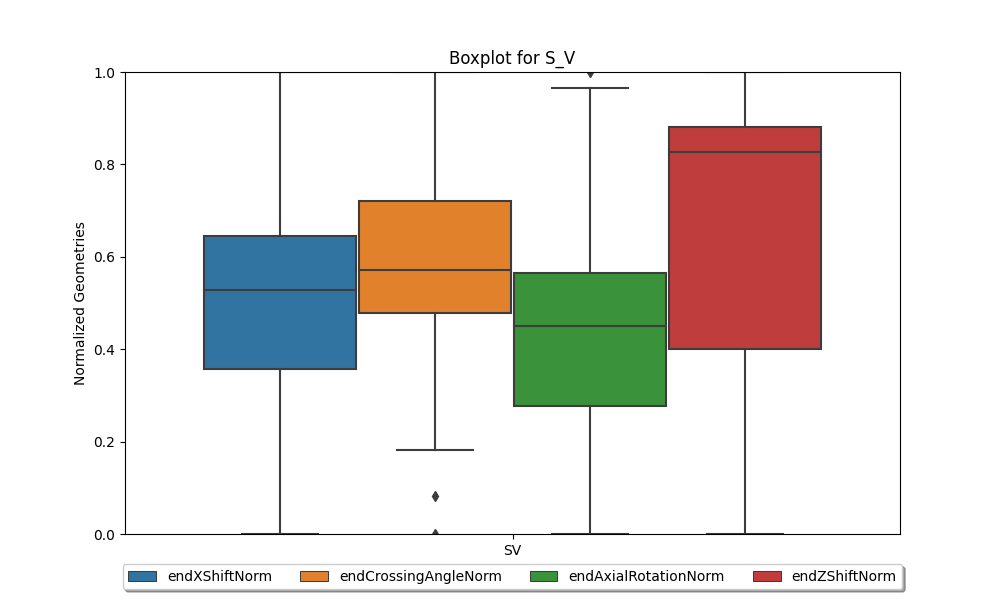 Boxplot for S_V
Normalized Geometries
1.0
0.8
0.6
0.4
0.2
0.0
SV
endXShiftNorm endCrossingAngleNorm endAxialRotationNorm endZShiftNorm